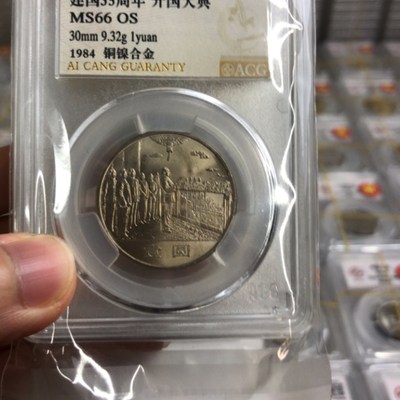 建国35周年 开国大典
MS66 OS
30mm 9.32g 1yuan
1984 铜镍合金
AI CANG GUARANTY
ACG